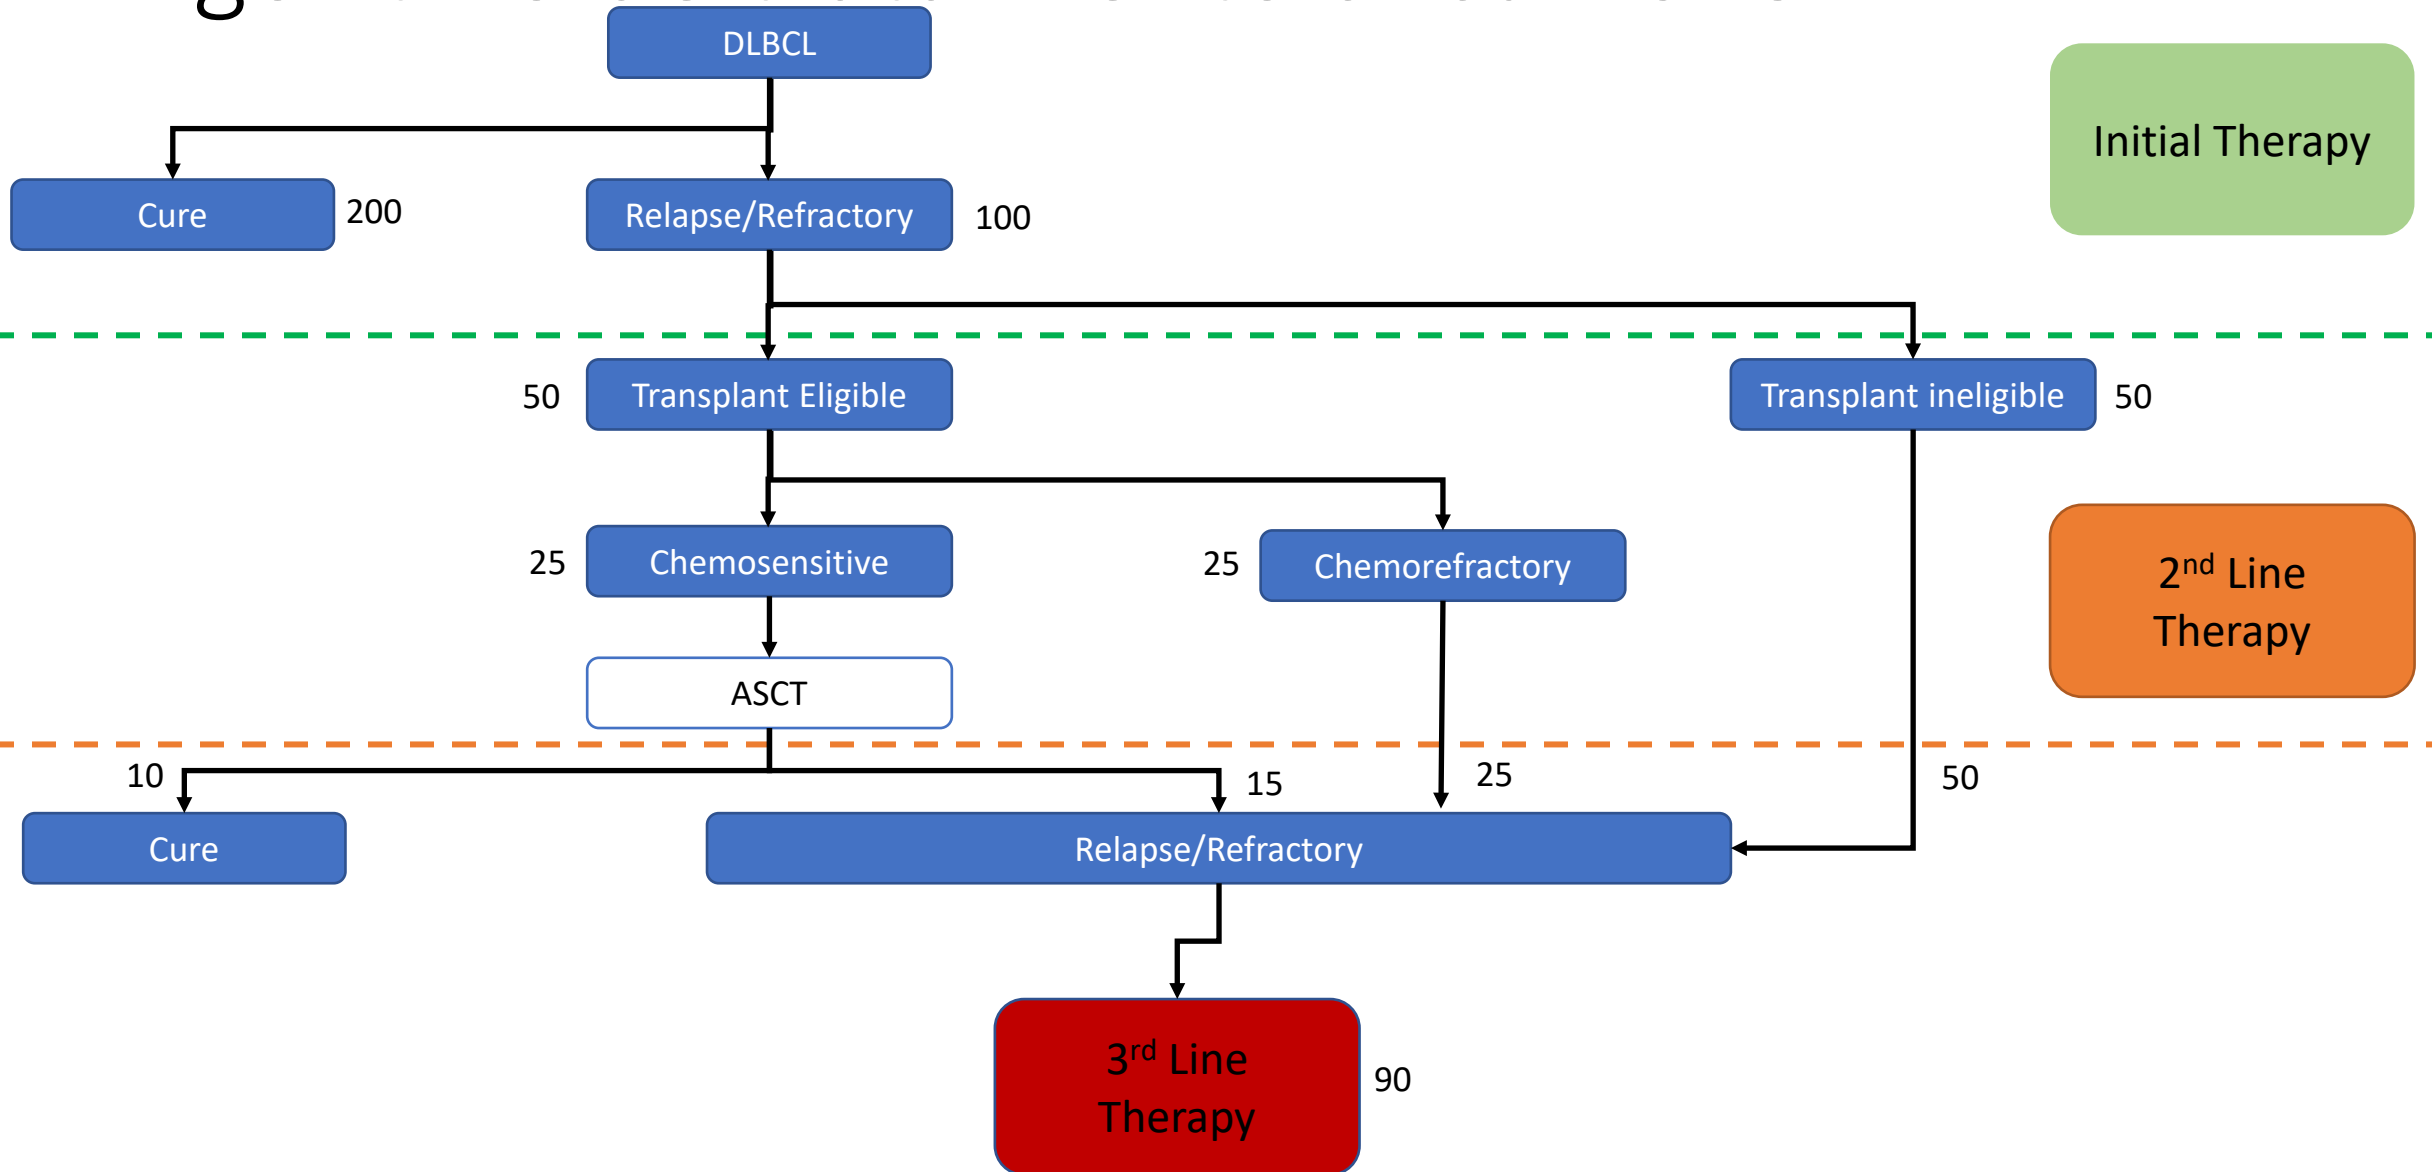 DLBCL
Initial Therapy
Cure
200
Relapse/Refractory
100
50
Transplant Eligible
Transplant ineligible
50
25
Chemosensitive
25
Chemorefractory
2nd Line
Therapy
ASCT
10
15
25
50
Cure
Relapse/Refractory
3rd Line
Therapy
90